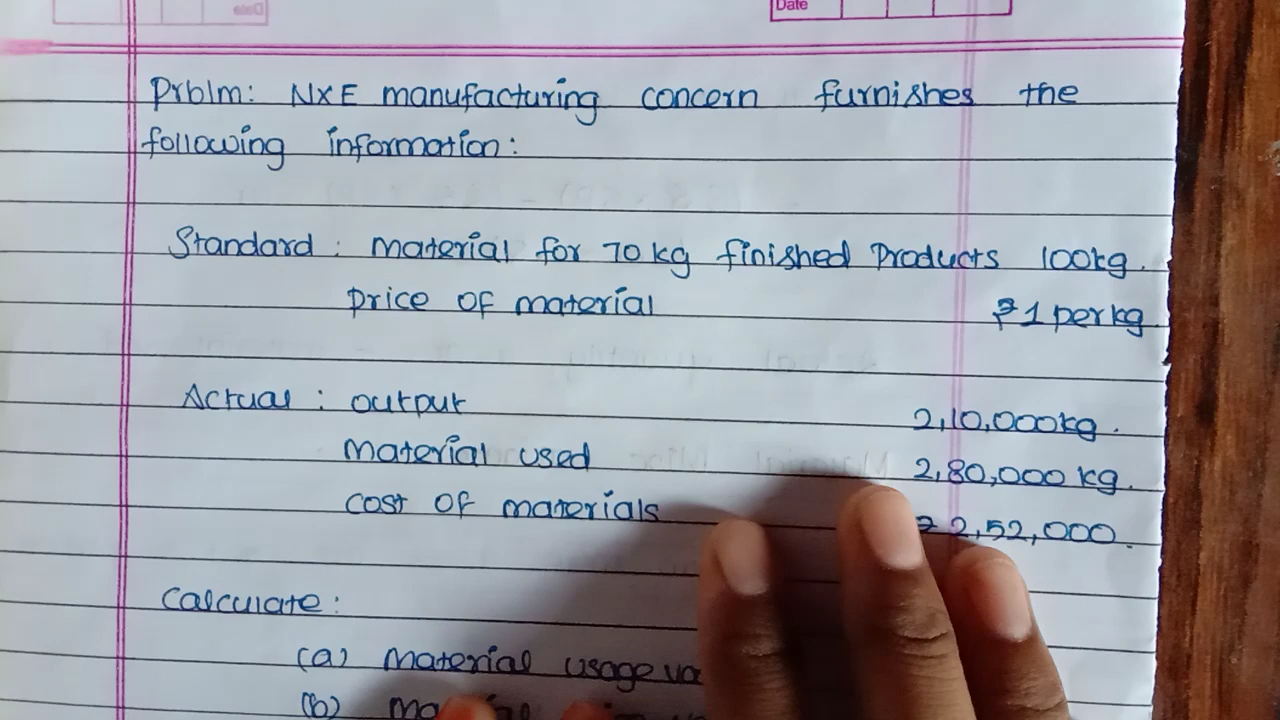 Date
Prblm: NXE manufacturing concern furnishes the
following information:
Standard: Material for 70 kg finished Products 100kg.
Price of material ₹1 per kg
Actual: output 2,10,000kg.
Material used 2,80,000 kg.
cost of materials ₹2,52,000.
Calculate:
(a) Material usage
(b)